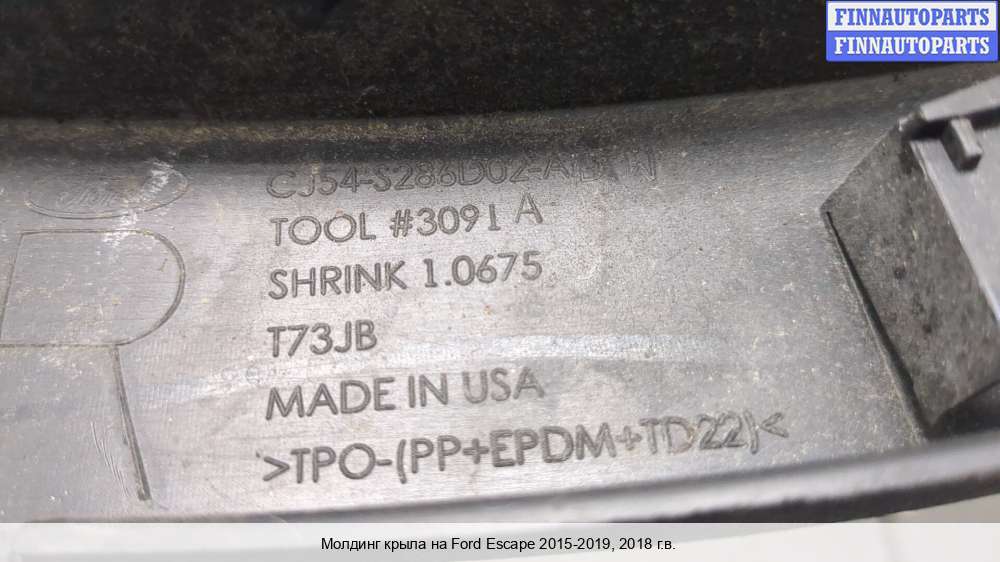 FINNAUTOPARTS
FINNAUTOPARTS
TOOL #3091 A
SHRINK 1.0675
T73JB
MADE IN USA
>TPO-(PP+EPDM+TD22)<
Молдинг крыла на Ford Escape 2015-2019, 2018 г.в.